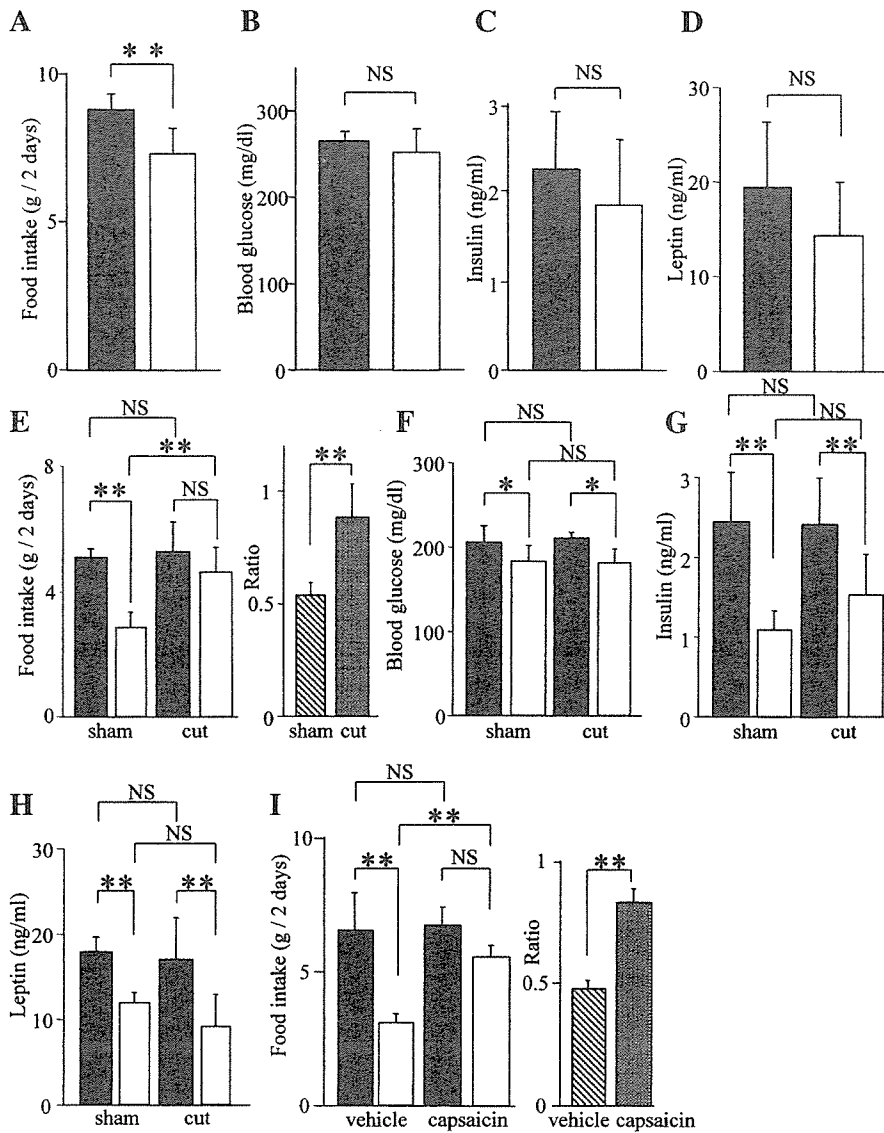 A
Food intake (g / 2 days)
10
5
0
* *
B
Blood glucose (mg/dl)
300
200
100
0
NS
C
Insulin (ng/ml)
3
2
1
0
NS
D
Leptin (ng/ml)
30
20
10
0
NS
E
Food intake (g / 2 days)
8
4
0
NS
**
**
NS
sham cut
Ratio
1
0.5
0
**
sham cut
F
Blood glucose (mg/dl)
300
200
100
0
NS
NS
*
*
sham cut
G
Insulin (ng/ml)
3
2
1
0
NS
NS
**
**
sham cut
H
Leptin (ng/ml)
30
20
10
0
NS
NS
**
**
sham cut
I
Food intake (g / 2 days)
10
5
0
NS
**
**
NS
vehicle capsaicin
Ratio
1
0.5
0
**
vehicle capsaicin